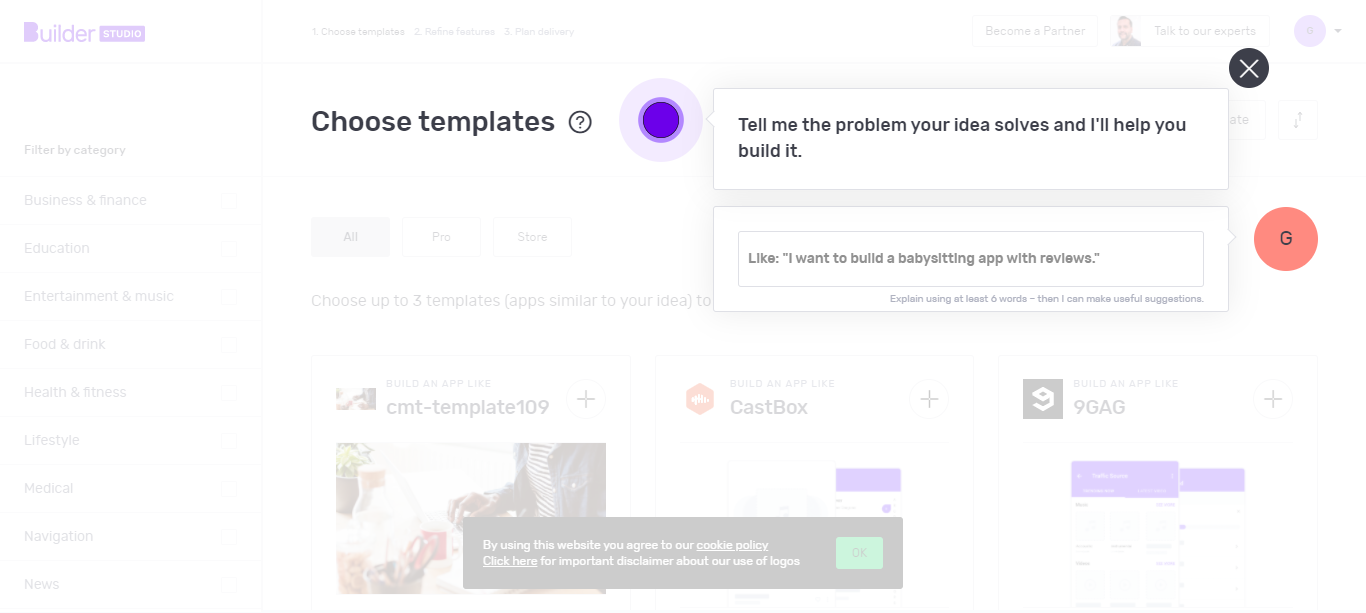 Builder STUDIO
1. Choose templates 2. Refine features 3. Plan delivery
Become a Partner
Talk to our experts
G
Choose templates
?
Tell me the problem your idea solves and I'll help you
build it.
Filter by category
Business & finance
Education
Entertainment & music
Food & drink
Health & fitness
Lifestyle
Medical
Navigation
News
All
Pro
Store
Like: "I want to build a babysitting app with reviews."
G
Explain using at least 6 words – then I can make useful suggestions.
Choose up to 3 templates (apps similar to your idea) to
BUILD AN APP LIKE
cmt-template109
BUILD AN APP LIKE
CastBox
BUILD AN APP LIKE
9GAG
By using this website you agree to our cookie policy
Click here for important disclaimer about our use of logos
OK